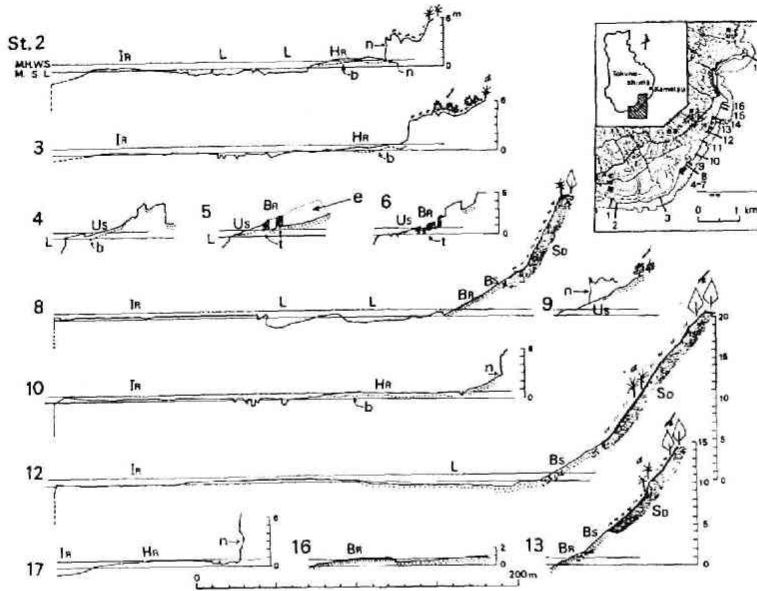 St. 2
M.H.W.S
M. S. L
IR L L HR n b n 6 m 0
3 IR HR b 6 0
4 L US b
5 US BR e t
6 US BR t 5 0
8 IR L L BR BS SD
9 n US
10 IR HR b n 5 0
12 IR L BS SD 20 15 10 5 0
17 IR HR n 6 0
16 BR 2 0
13 BR BS SD 15 10 5 0
0 200 m
Tokuno-
shima
Kametsu
17
16
15
14
13
12
11
10
9
8
4-7
1 2 3 0 1 km